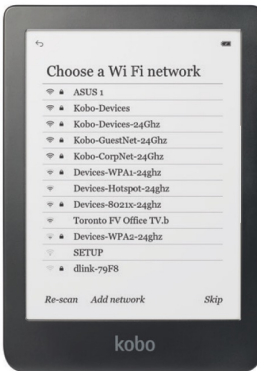 Choose a Wi Fi network
ASUS 1
Kobo-Devices
Kobo-Devices-24Ghz
Kobo-GuestNet-24Ghz
Kobo-CorpNet-24Ghz
Devices-WPA1-24ghz
Devices-Hotspot-24ghz
Devices-8021x-24ghz
Toronto FV Office TV.b
Devices-WPA2-24ghz
SETUP
dlink-79F8
Re-scan Add network Skip
kobo